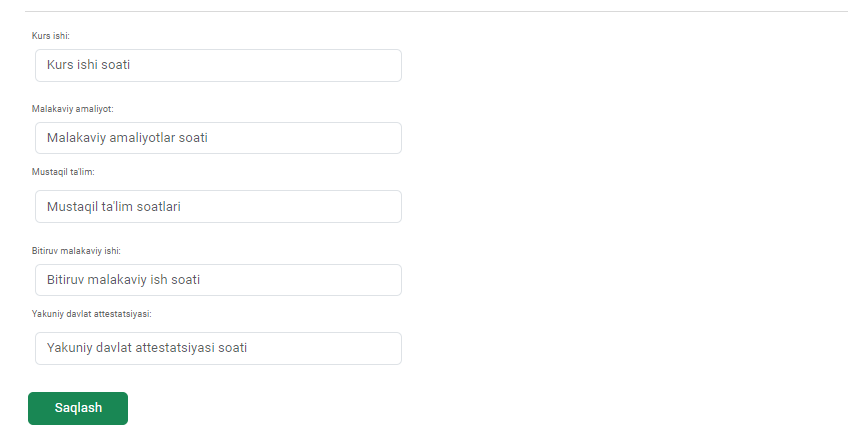 Kurs ishi:
Kurs ishi soati
Malakaviy amaliyot:
Malakaviy amaliyotlar soati
Mustaqil ta'lim:
Mustaqil ta'lim soatlari
Bitiruv malakaviy ishi:
Bitiruv malakaviy ish soati
Yakuniy davlat attestatsiyasi:
Yakuniy davlat attestatsiyasi soati
Saqlash